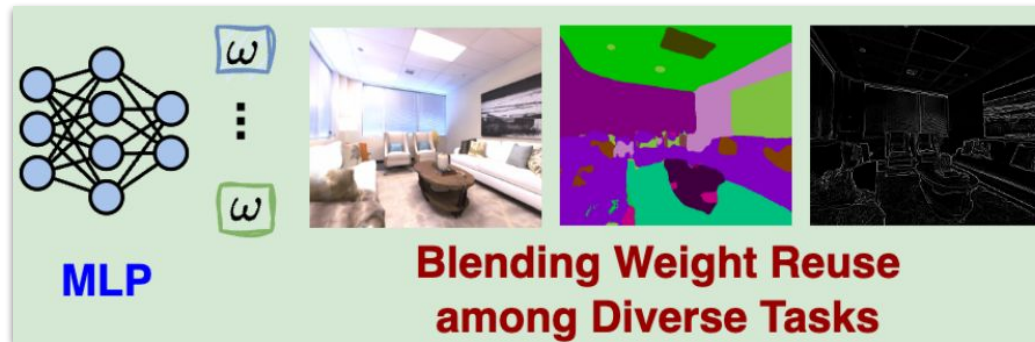 ω
⋮
ω
MLP
Blending Weight Reuse
among Diverse Tasks